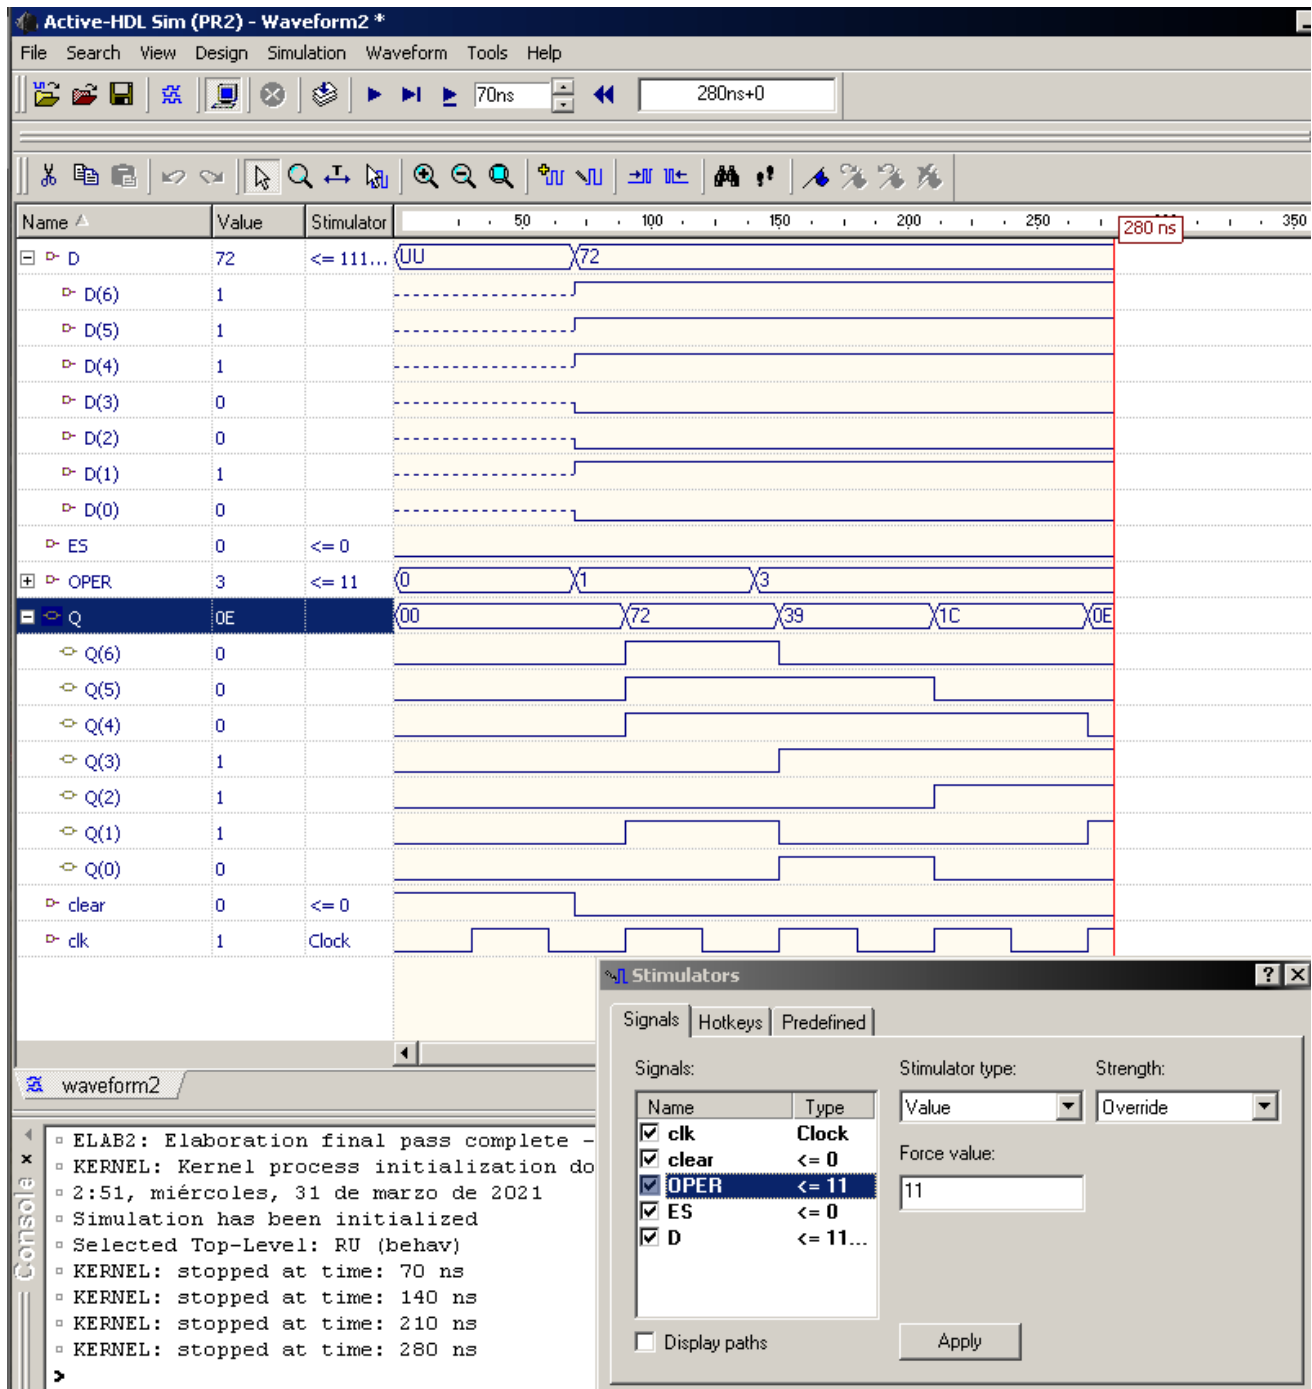 Active-HDL Sim (PR2) - Waveform2 *
File Search View Design Simulation Waveform Tools Help
70ns 280ns+0
Name Value Stimulator 50 100 150 200 250 350
280 ns
D 72 <= 111... UU 72
D(6) 1
D(5) 1
D(4) 1
D(3) 0
D(2) 0
D(1) 1
D(0) 0
ES 0 <= 0
OPER 3 <= 11 0 1 3
Q 0E 00 72 39 1C 0E
Q(6) 0
Q(5) 0
Q(4) 0
Q(3) 1
Q(2) 1
Q(1) 1
Q(0) 0
clear 0 <= 0
clk 1 Clock
waveform2
Console
ELAB2: Elaboration final pass complete -
KERNEL: Kernel process initialization do
2:51, miércoles, 31 de marzo de 2021
Simulation has been initialized
Selected Top-Level: RU (behav)
KERNEL: stopped at time: 70 ns
KERNEL: stopped at time: 140 ns
KERNEL: stopped at time: 210 ns
KERNEL: stopped at time: 280 ns
>
Stimulators
Signals Hotkeys Predefined
Signals: Stimulator type: Strength:
Name Type Value Override
clk Clock
clear <= 0 Force value:
OPER <= 11 11
ES <= 0
D <= 11...
Display paths Apply